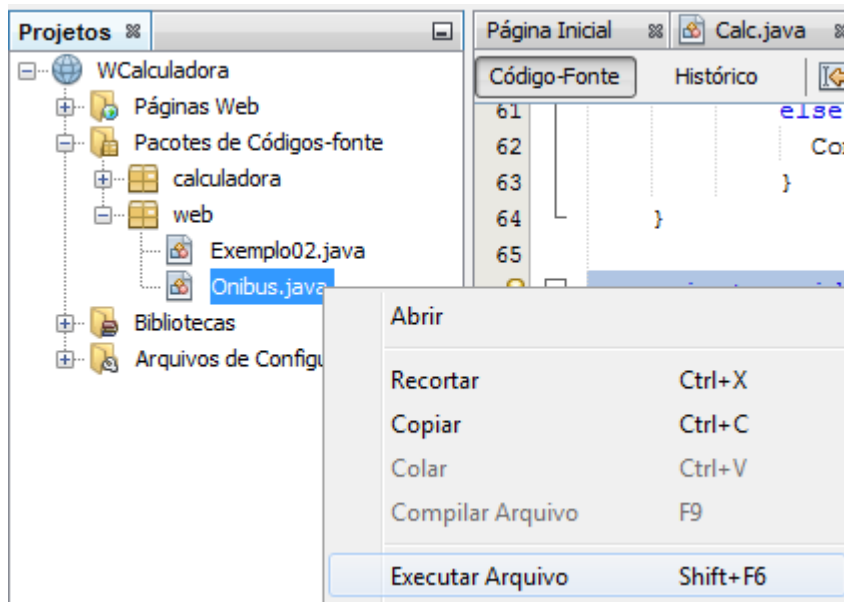 Projetos
WCalculadora
Páginas Web
Pacotes de Códigos-fonte
calculadora
web
Exemplo02.java
Onibus.java
Bibliotecas
Arquivos de
Página Inicial
Calc.java
Código-Fonte
Histórico
61 else
62
63 }
64 }
65
Abrir
Recortar Ctrl+X
Copiar Ctrl+C
Colar Ctrl+V
Compilar Arquivo F9
Executar Arquivo Shift+F6